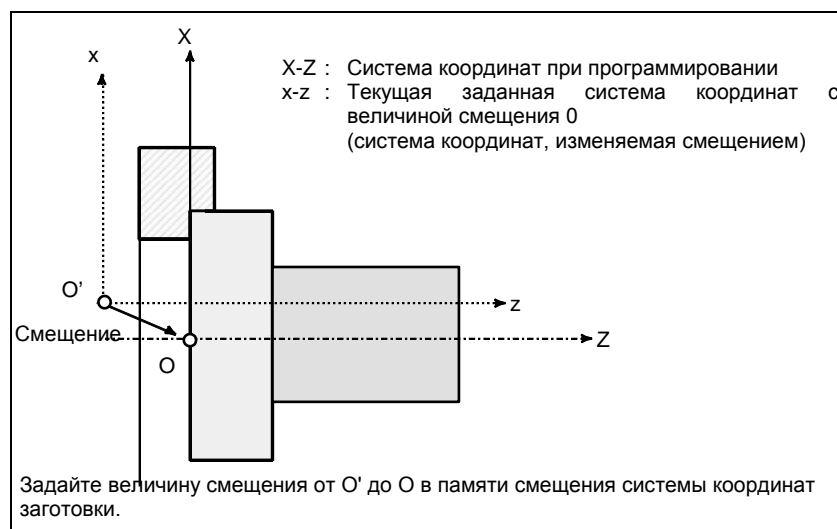 X
x
X-Z : Система координат при программировании
x-z : Текущая заданная система координат с
величиной смещения 0
(система координат, изменяемая смещением)
O’
z
Смещение
Z
O
Задайте величину смещения от O' до O в памяти смещения системы координат
заготовки.